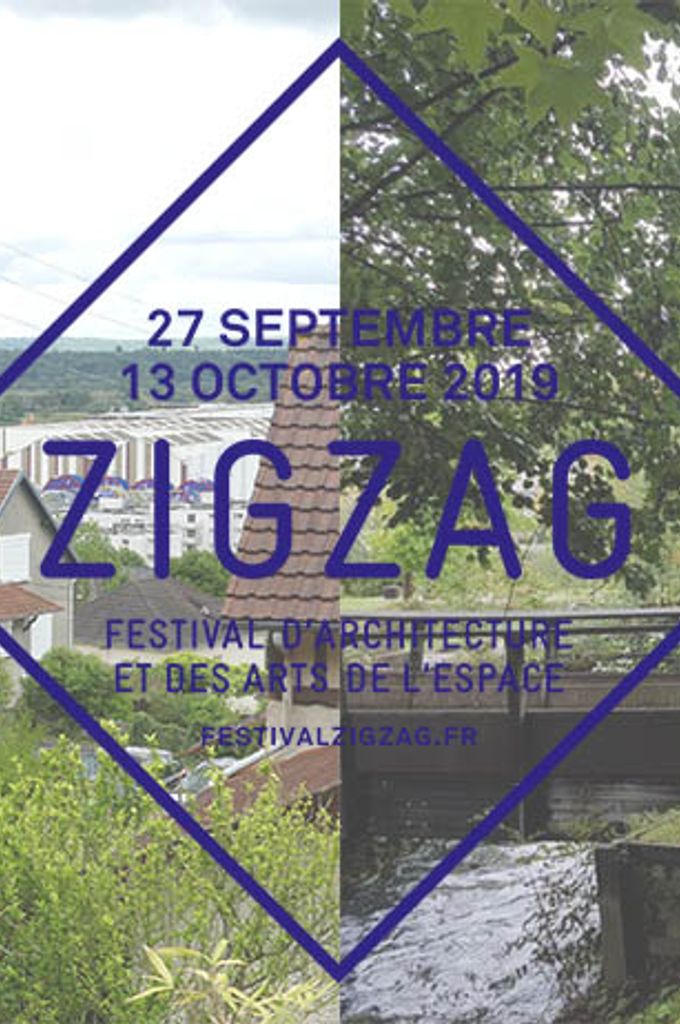 27 SEPTEMBRE
13 OCTOBRE 2019
ZIGZAG
FESTIVAL D'ARCHITECTURE
ET DES ARTS DE L'ESPACE
FESTIVALZIGZAG.FR